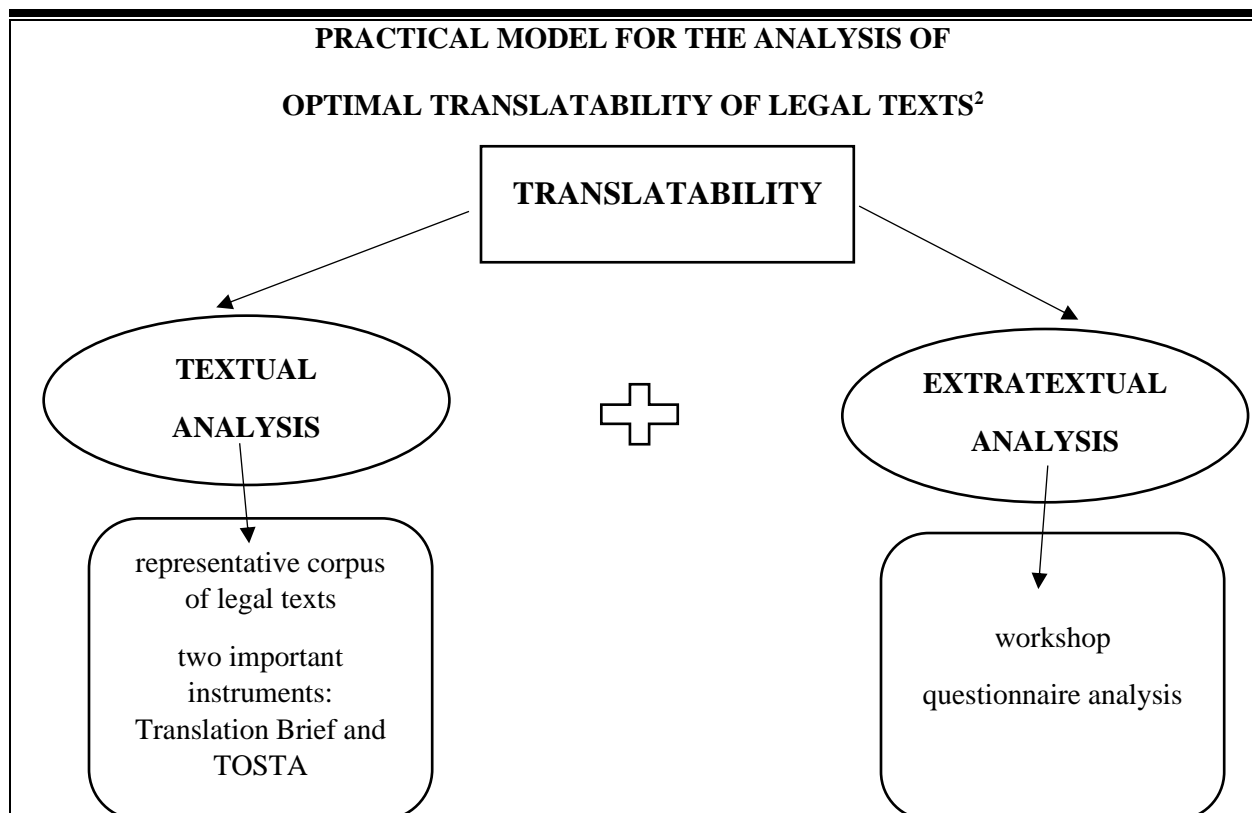 PRACTICAL MODEL FOR THE ANALYSIS OF
OPTIMAL TRANSLATABILITY OF LEGAL TEXTS²
TRANSLATABILITY
TEXTUAL
ANALYSIS
EXTRATEXTUAL
ANALYSIS
representative corpus
of legal texts
two important
instruments:
Translation Brief and
TOSTA
workshop
questionnaire analysis